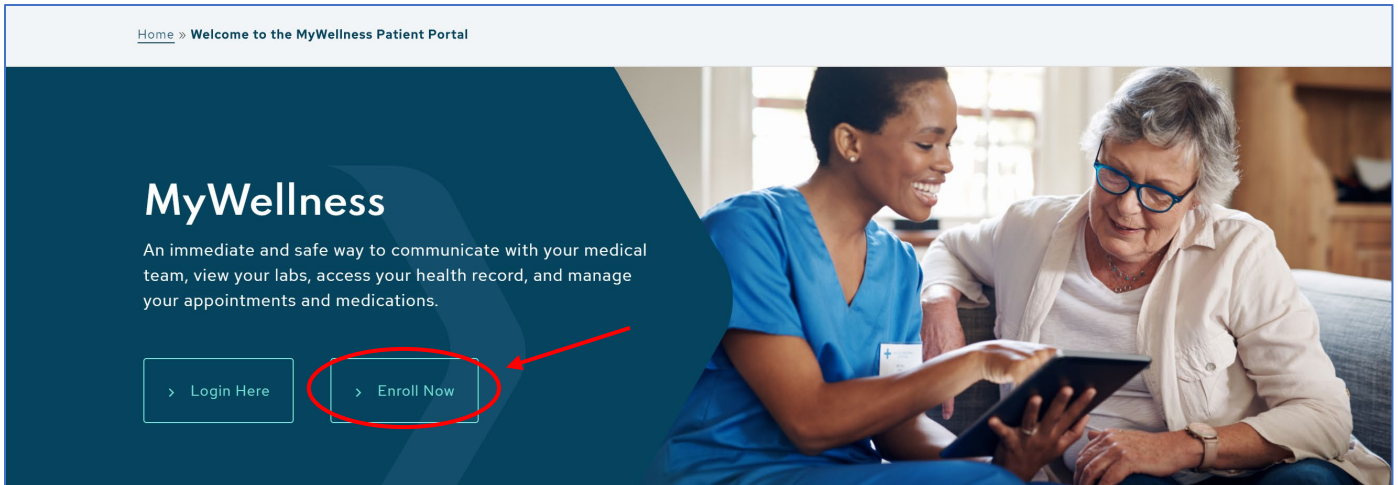 Home » Welcome to the MyWellness Patient Portal
MyWellness
An immediate and safe way to communicate with your medical
team, view your labs, access your health record, and manage
your appointments and medications.
› Login Here
› Enroll Now